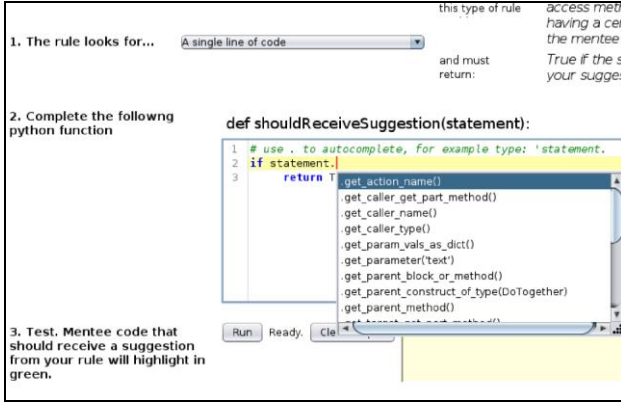 this type of rule
access
having a
the mentee
1. The rule looks for...
A single line of code
and must
return:
True if the
your
2. Complete the followng
python function
def shouldReceiveSuggestion(statement):
1 # use . to autocomplete, for example type: 'statement.
2 if statement.
3 return T
.get_action_name()
.get_caller_get_part_method()
.get_caller_name()
.get_caller_type()
.get_param_vals_as_dict()
.get_parameter('text')
.get_parent_block_or_method()
.get_parent_construct_of_type(DoTogether)
.get_parent_method()
3. Test. Mentee code that
should receive a suggestion
from your rule will highlight in
green.
Run Ready. Cle